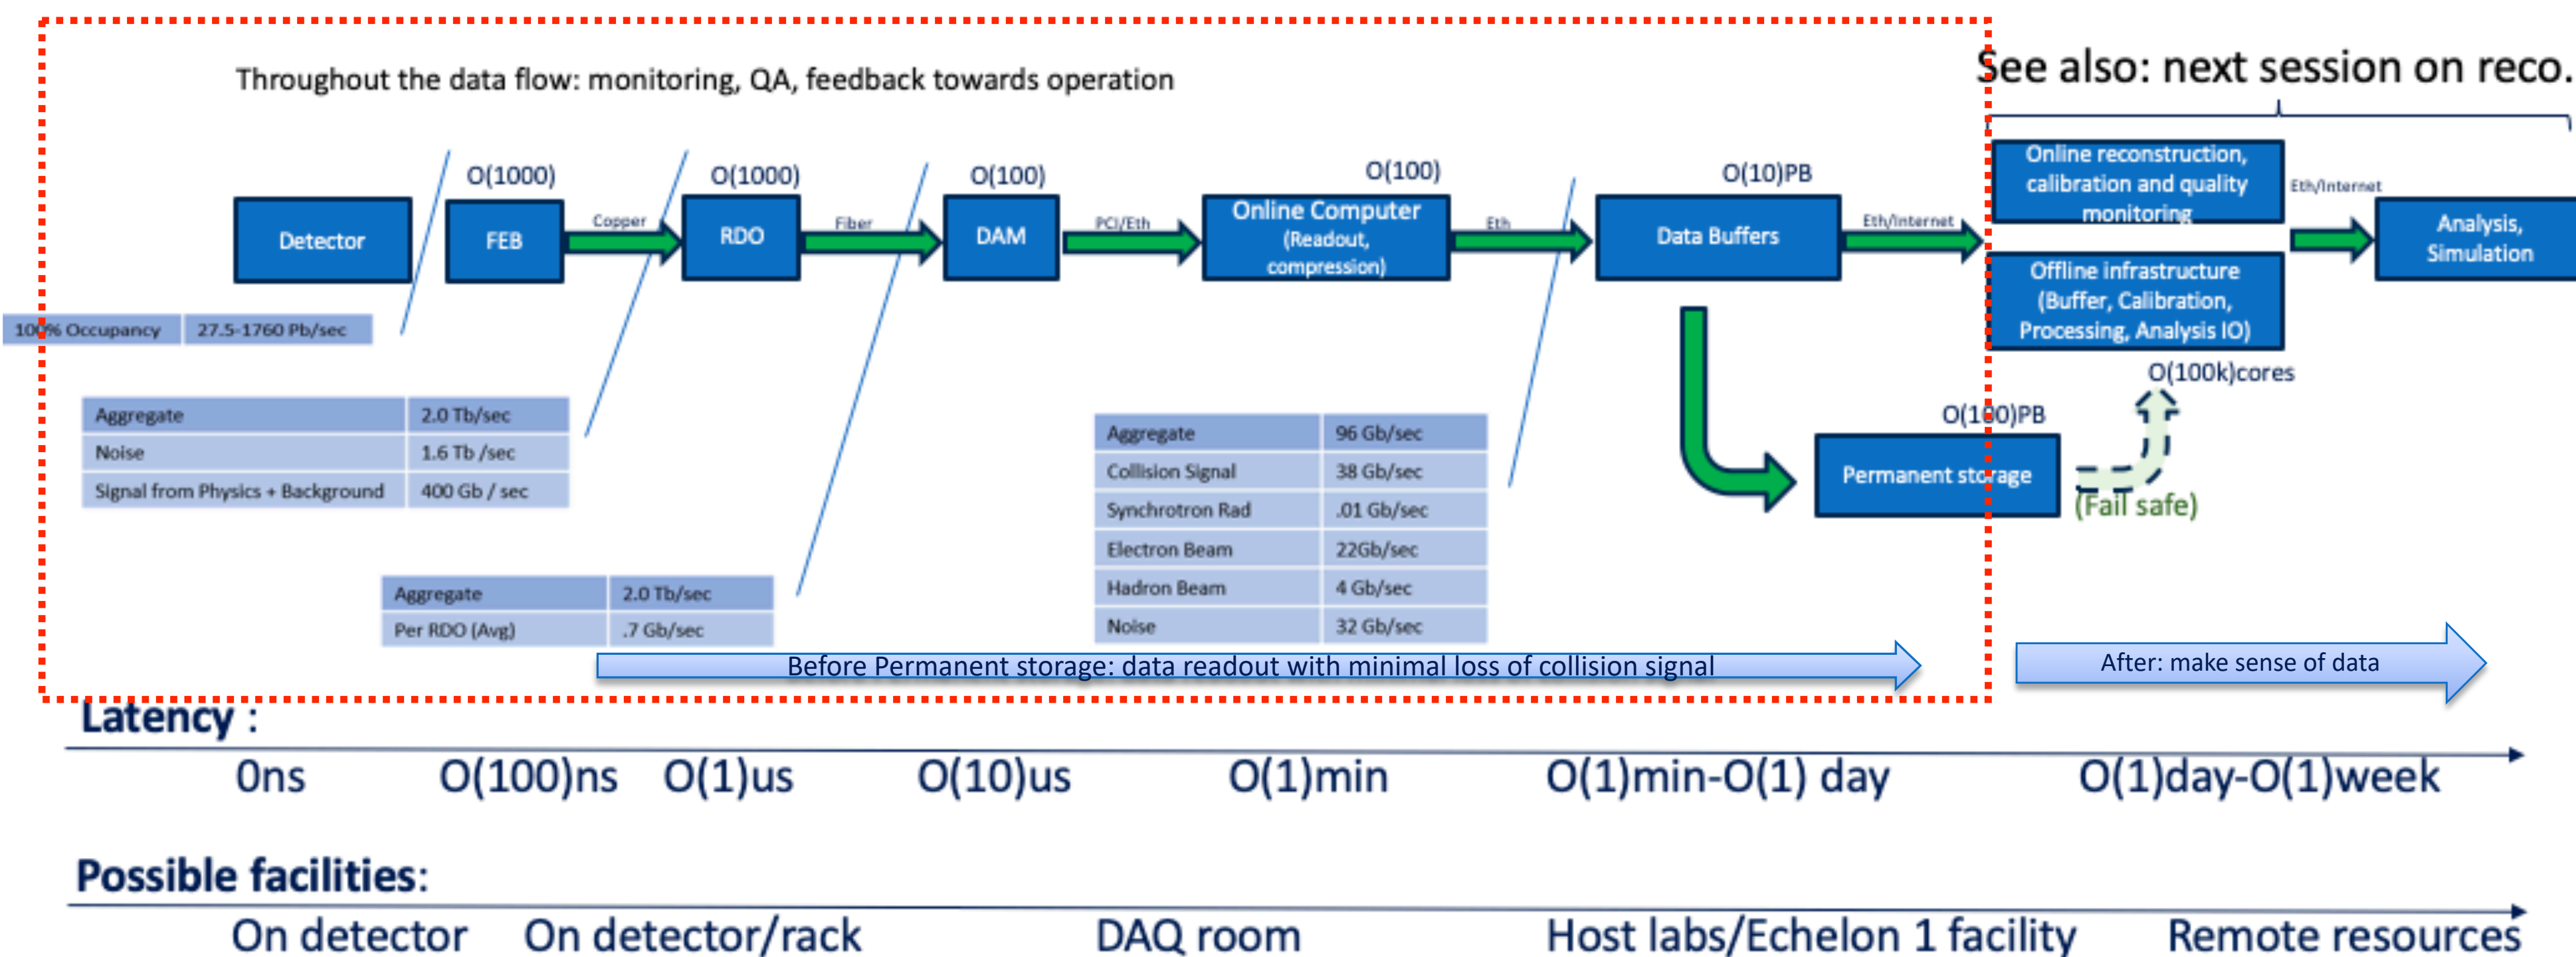 See also: next session on reco.
Throughout the data flow: monitoring, QA, feedback towards operation
O(1000)
O(1000)
O(100)
O(100)
O(10)PB
Detector
FEB
Copper
RDO
Fiber
DAM
PCI/Eth
Online Computer
(Readout,
compression)
Eth
Data Buffers
Eth/Internet
Online reconstruction,
calibration and quality
monitoring
Eth/Internet
Analysis,
Simulation
Offline infrastructure
(Buffer, Calibration,
Processing, Analysis IO)
O(100k)cores
O(100)PB
Permanent storage
(Fail safe)
100% Occupancy 27.5-1760 Pb/sec
Aggregate 2.0 Tb/sec
Noise 1.6 Tb /sec
Signal from Physics + Background 400 Gb / sec
Aggregate 2.0 Tb/sec
Per RDO (Avg) .7 Gb/sec
Aggregate 96 Gb/sec
Collision Signal 38 Gb/sec
Synchrotron Rad .01 Gb/sec
Electron Beam 22Gb/sec
Hadron Beam 4 Gb/sec
Noise 32 Gb/sec
Before Permanent storage: data readout with minimal loss of collision signal
After: make sense of data
Latency :
0ns O(100)ns O(1)us O(10)us O(1)min O(1)min-O(1) day O(1)day-O(1)week
Possible facilities:
On detector On detector/rack DAQ room Host labs/Echelon 1 facility Remote resources